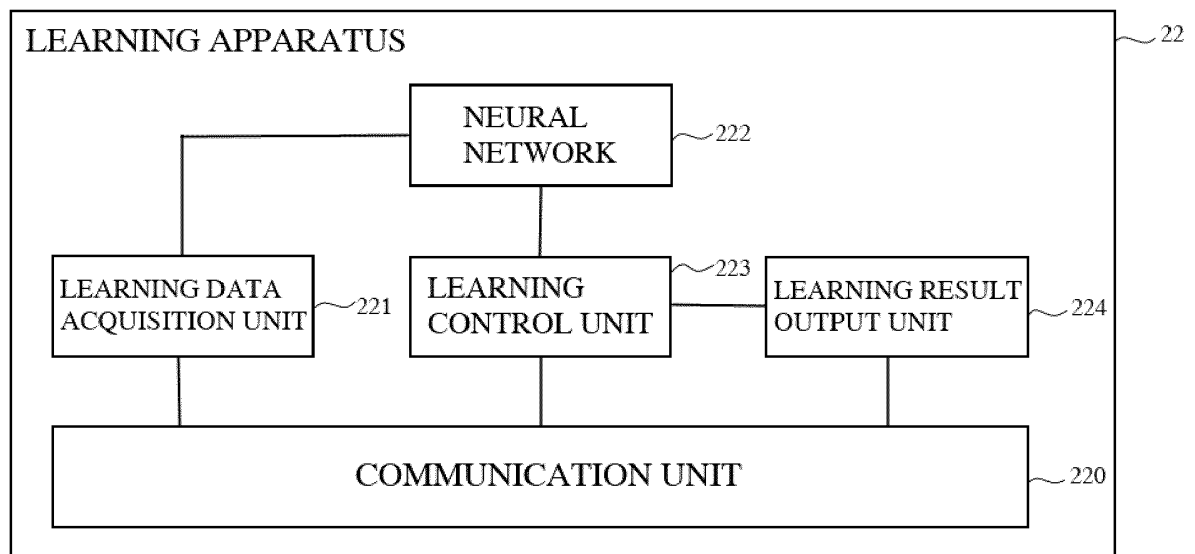 LEARNING APPARATUS
22
NEURAL
NETWORK
222
LEARNING DATA
ACQUISITION UNIT
221
LEARNING
CONTROL UNIT
223
LEARNING RESULT
OUTPUT UNIT
224
COMMUNICATION UNIT
220